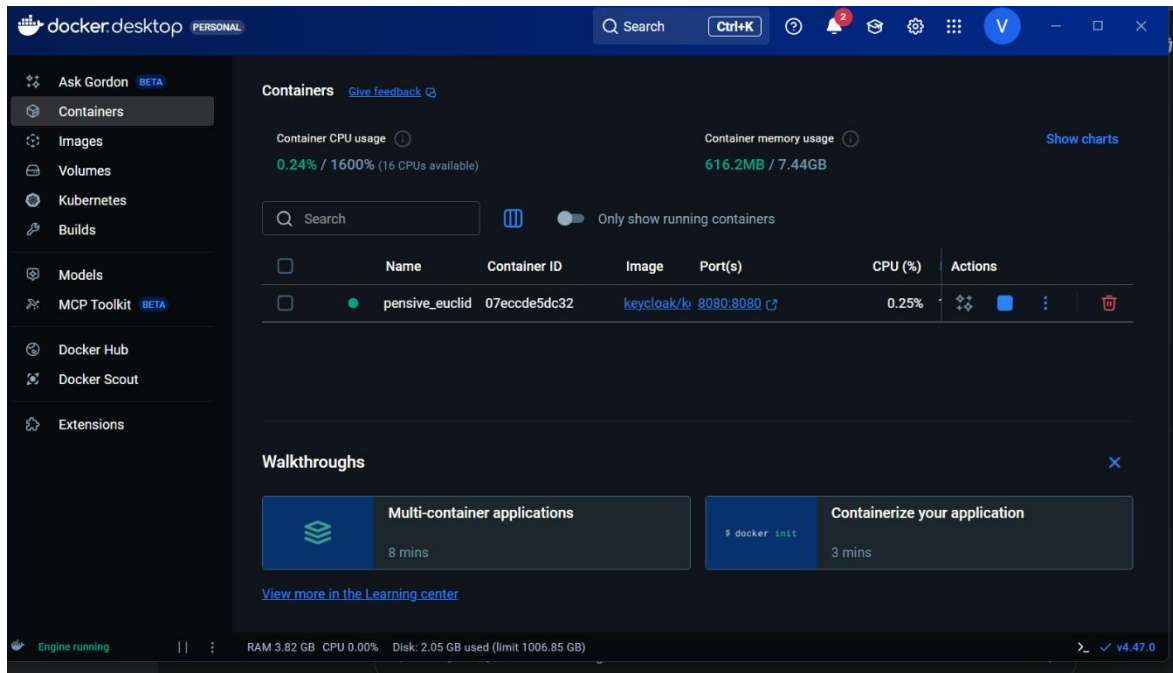 docker.desktop PERSONAL
Search Ctrl+K 2 V
Ask Gordon BETA
Containers
Images
Volumes
Kubernetes
Builds
Models
MCP Toolkit BETA
Docker Hub
Docker Scout
Extensions
Containers Give feedback
Container CPU usage
0.24% / 1600% (16 CPUs available)
Container memory usage
616.2MB / 7.44GB
Show charts
Search
Only show running containers
Name Container ID Image Port(s) CPU (%) Actions
pensive_euclid 07eccde5dc32 keycloak/k 8080:8080 0.25%
Walkthroughs
Multi-container applications
8 mins
$ docker init
Containerize your application
3 mins
View more in the Learning center
Engine running RAM 3.82 GB CPU 0.00% Disk: 2.05 GB used (limit 1006.85 GB) v4.47.0